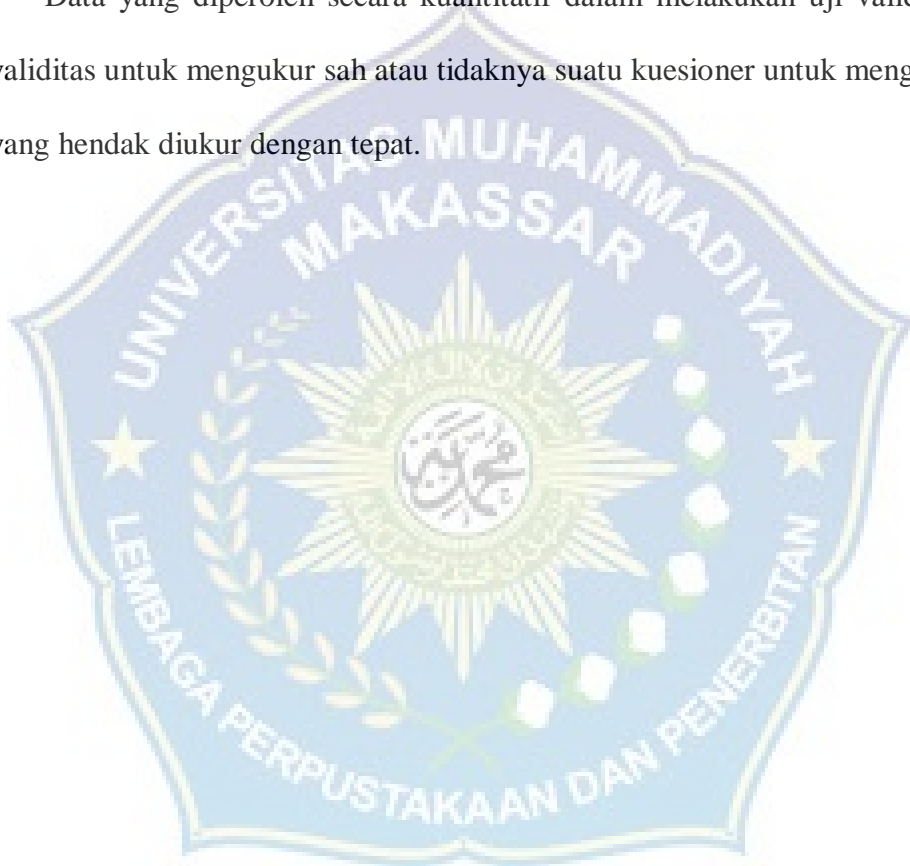 Data yang diperoleh secara kuantitatif dalam melakukan uji
validitas untuk mengukur sah atau tidaknya suatu kuesioner untuk
yang hendak diukur dengan tepat.
UNIVERSITAS MUHAMMADIYAH
MAKASSAR
LEMBAGA PERPUSTAKAAN DAN PENERBITAN